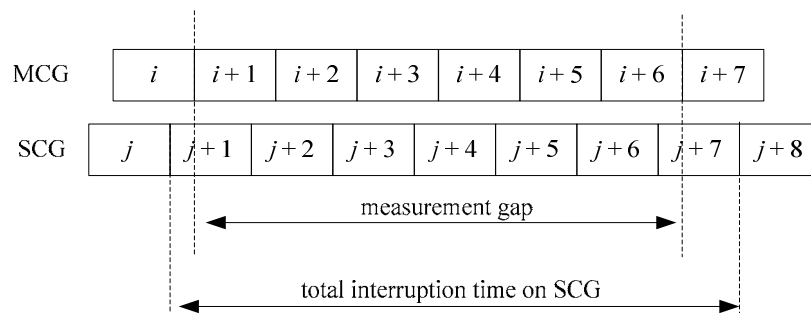 MCG i i + 1 i + 2 i + 3 i + 4 i + 5 i + 6 i + 7
SCG j j + 1 j + 2 j + 3 j + 4 j + 5 j + 6 j + 7 j + 8
measurement gap
total interruption time on SCG